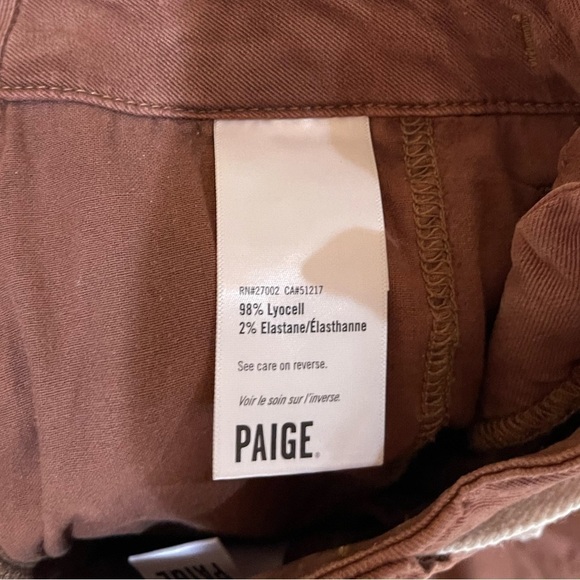 RN#27002 CA#51217
98% Lyocell
2% Elastane/Élasthanne
See care on reverse.
Voir le soin sur l'inverse.
PAIGE®
PAIGE